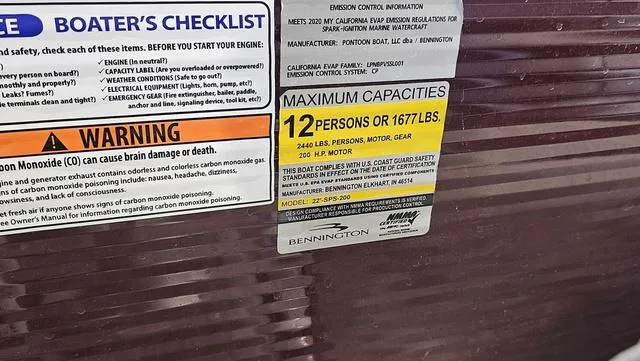 CE BOATER'S CHECKLIST
nd safety, check each of these items. BEFORE YOU START YOUR ENGINE:
✓ ENGINE (In neutral?)
every person on board?) ✓ CAPACITY LABEL (Are you overloaded or overpowered?)
moothly and properly?) ✓ WEATHER CONDITIONS (Safe to go out?)
Leaks? Fumes?) ✓ ELECTRICAL EQUIPMENT (Lights, horn, pump, etc?)
e terminals clean and tight?) ✓ EMERGENCY GEAR (Fire extinguisher, bailer, paddle,
anchor and line, signaling device, tool kit, etc?)
WARNING
bon Monoxide (CO) can cause brain damage or death.
gine and generator exhaust contains odorless and colorless carbon monoxide gas.
ns of carbon monoxide poisoning include: nausea, headache, dizziness,
owsiness, and lack of consciousness.
et fresh air if anyone shows signs of carbon monoxide poisoning.
ee Owner's Manual for information regarding carbon monoxide poisoning.
EMISSION CONTROL INFORMATION
MEETS 2020 MY CALIFORNIA EVAP EMISSION REGULATIONS FOR
SPARK-IGNITION MARINE WATERCRAFT
MANUFACTURER: PONTOON BOAT, LLC dba / BENNINGTON
CALIFORNIA EVAP FAMILY: LPNBPVSSL001
EMISSION CONTROL SYSTEM: CP
MAXIMUM CAPACITIES
12 PERSONS OR 1677 LBS.
2440 LBS, PERSONS, MOTOR, GEAR
200 H.P. MOTOR
THIS BOAT COMPLIES WITH U.S. COAST GUARD SAFETY
STANDARDS IN EFFECT ON THE DATE OF CERTIFICATION
MEETS U.S. EPA EVAP STANDARDS USING CERTIFIED COMPONENTS
MANUFACTURER: BENNINGTON ELKHART, IN 46514
MODEL: 22'-SPS-200
DESIGN COMPLIANCE WITH NMMA REQUIREMENTS IS VERIFIED.
MANUFACTURER RESPONSIBLE FOR PRODUCTION CONTROL.
BENNINGTON
NMMA
CERTIFIED